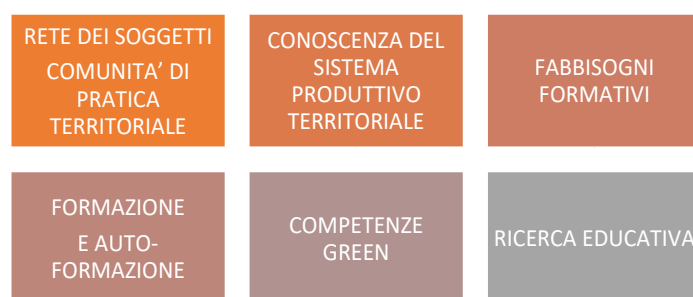 RETE DEI SOGGETTI
COMUNITA’ DI
PRATICA
TERRITORIALE
CONOSCENZA DEL
SISTEMA
PRODUTTIVO
TERRITORIALE
FABBISOGNI
FORMATIVI
FORMAZIONE
E AUTO-
FORMAZIONE
COMPETENZE
GREEN
RICERCA EDUCATIVA